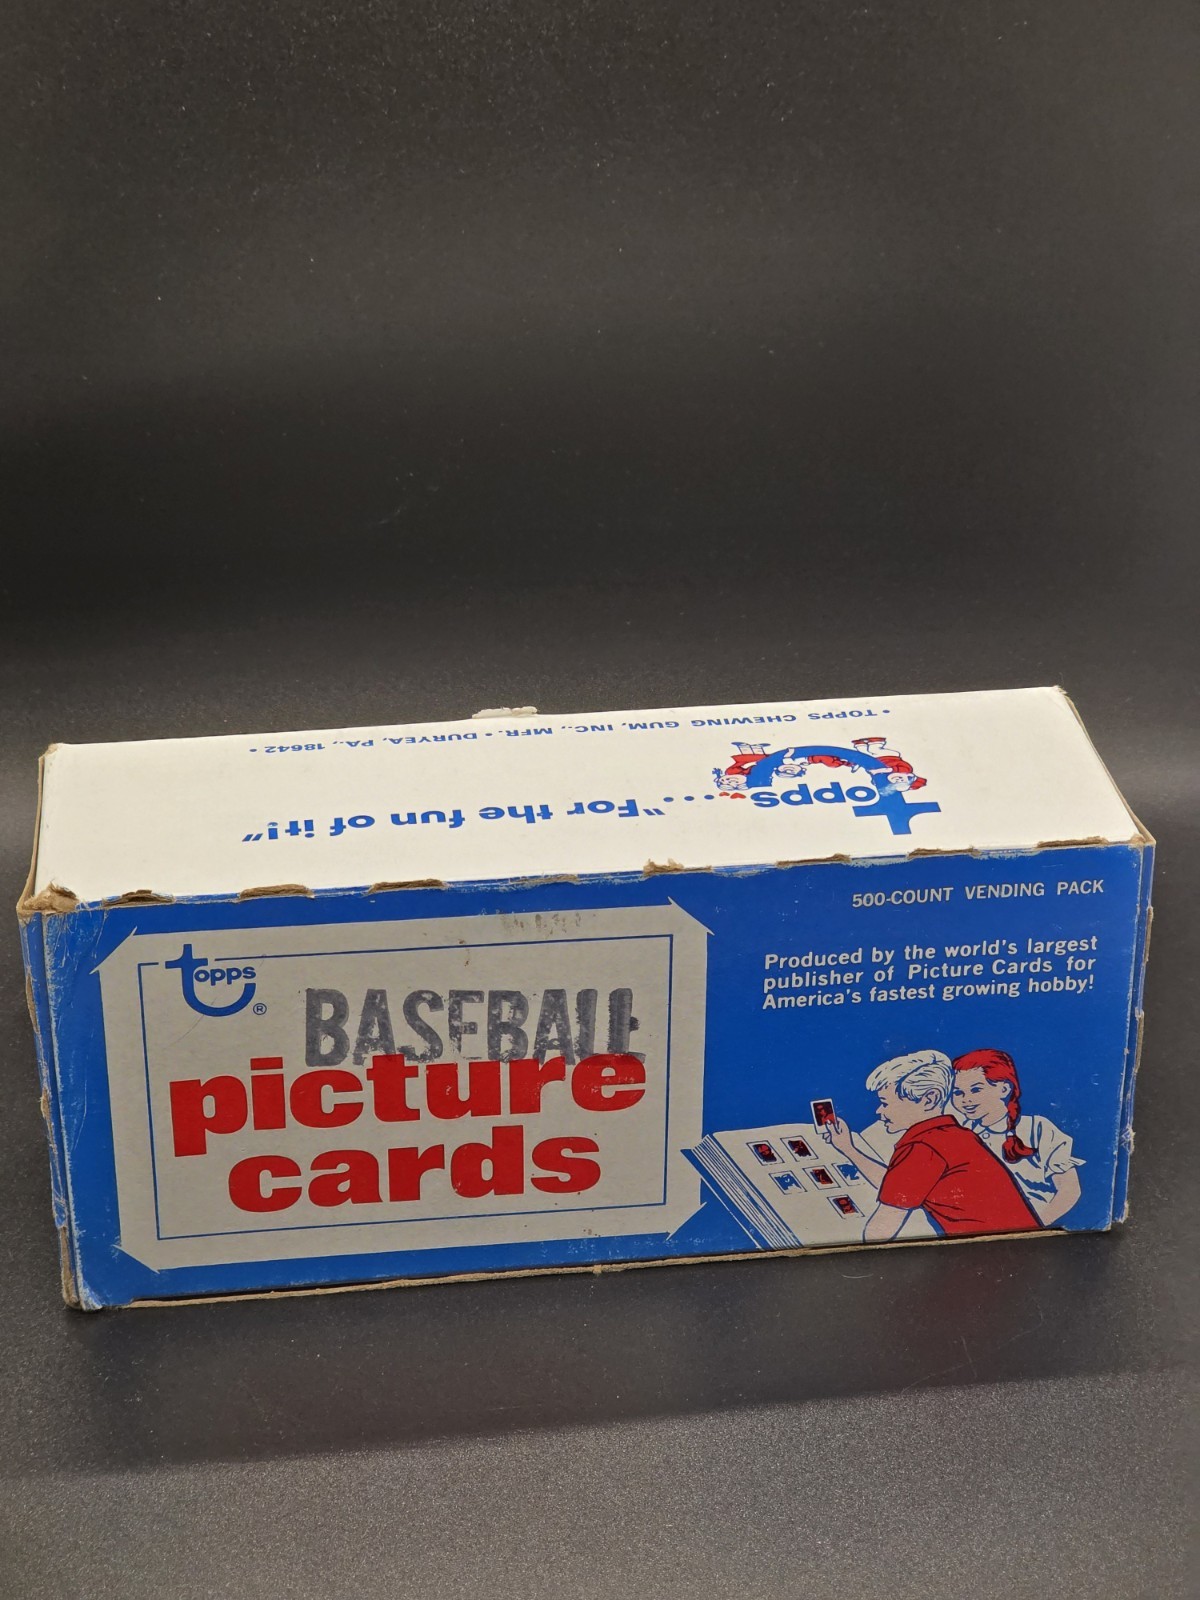 • TOPPS CHEWING GUM, INC., MFR. • DURYEA, PA., 18642 •
topps...."For the fun of it!"
500-COUNT VENDING PACK
Produced by the world's largest
publisher of Picture Cards for
America's fastest growing hobby!
topps
®
BASEBALL
picture
cards